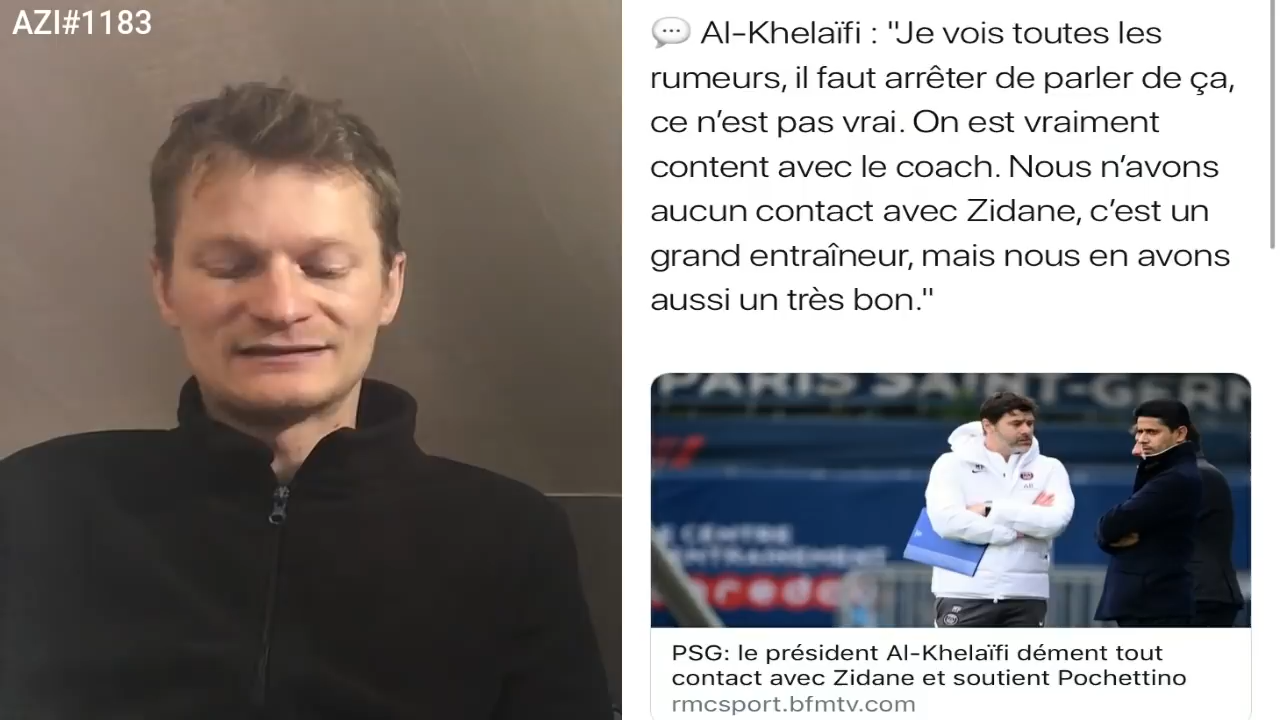 AZI#1183
💬 Al-Khelaïfi : "Je vois toutes les
rumeurs, il faut arrêter de parler de ça,
ce n’est pas vrai. On est vraiment
content avec le coach. Nous n’avons
aucun contact avec Zidane, c’est un
grand entraîneur, mais nous en avons
aussi un très bon."
PARIS SAINT-GERM
CENTRE
ooredoo
PSG: le président Al-Khelaïfi dément tout
contact avec Zidane et soutient Pochettino
rmcsport.bfmtv.com